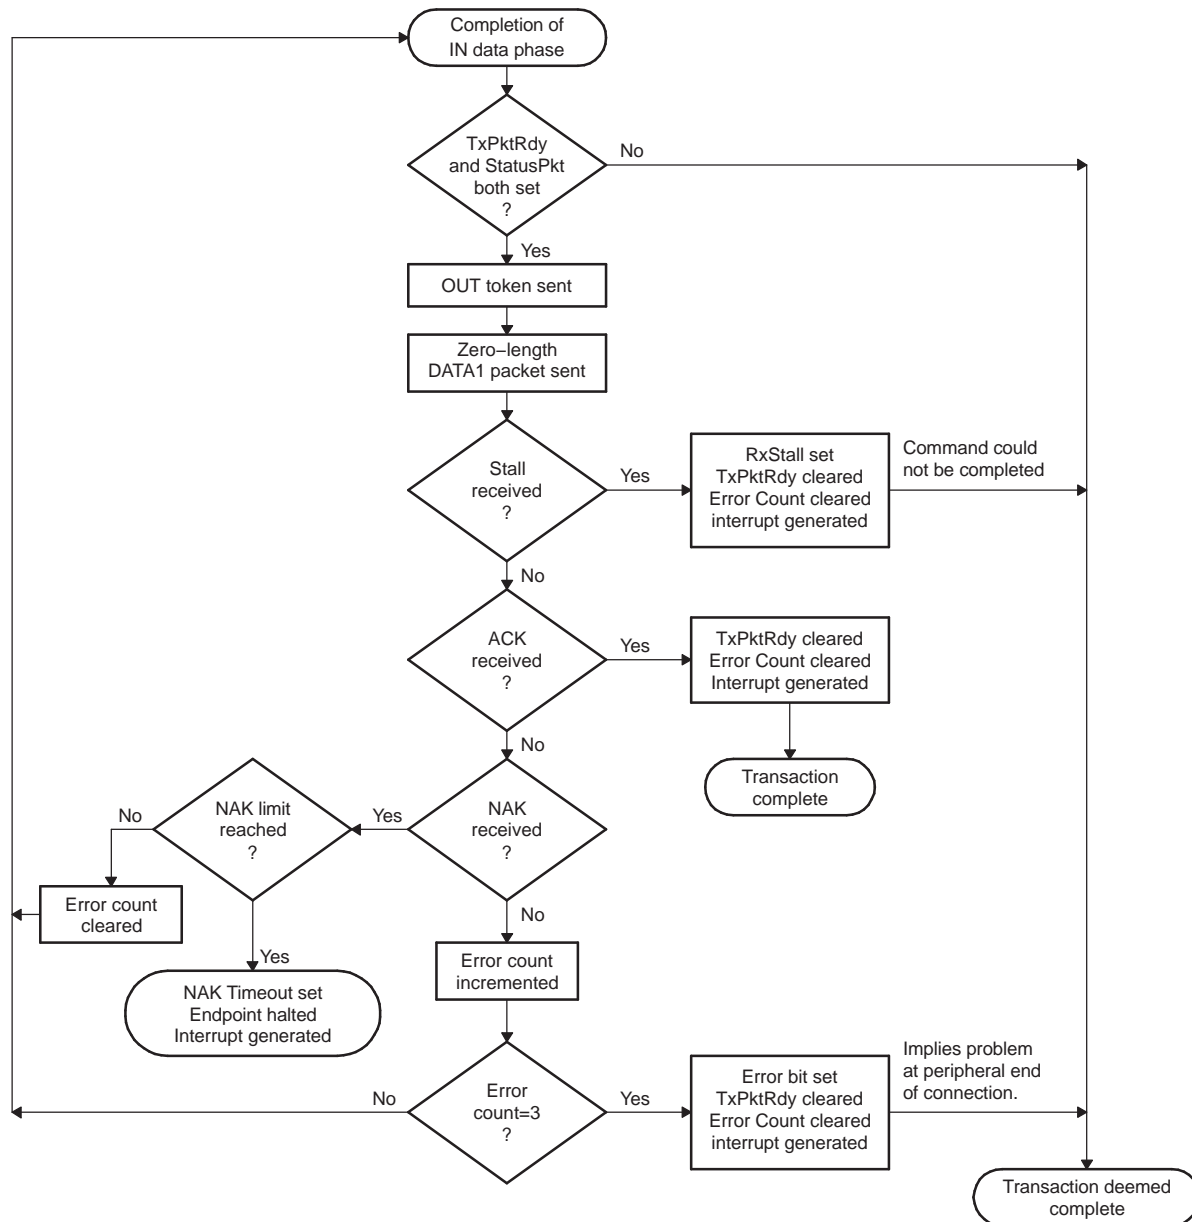 Completion of
IN data phase
TxPktRdy
and StatusPkt
both set
?
No
Yes
OUT token sent
Zero−length
DATA1 packet sent
Stall
received
?
Yes
RxStall set
TxPktRdy cleared
Error Count cleared
interrupt generated
Command could
not be completed
No
ACK
received
?
Yes
TxPktRdy cleared
Error Count cleared
Interrupt generated
No
Transaction
complete
NAK
received
?
Yes
NAK limit
reached
?
No
Error count
cleared
Yes
NAK Timeout set
Endpoint halted
Interrupt generated
No
Error count
incremented
Error
count=3
?
No
Yes
Error bit set
TxPktRdy cleared
Error Count cleared
interrupt generated
Implies problem
at peripheral end
of connection.
Transaction deemed
complete